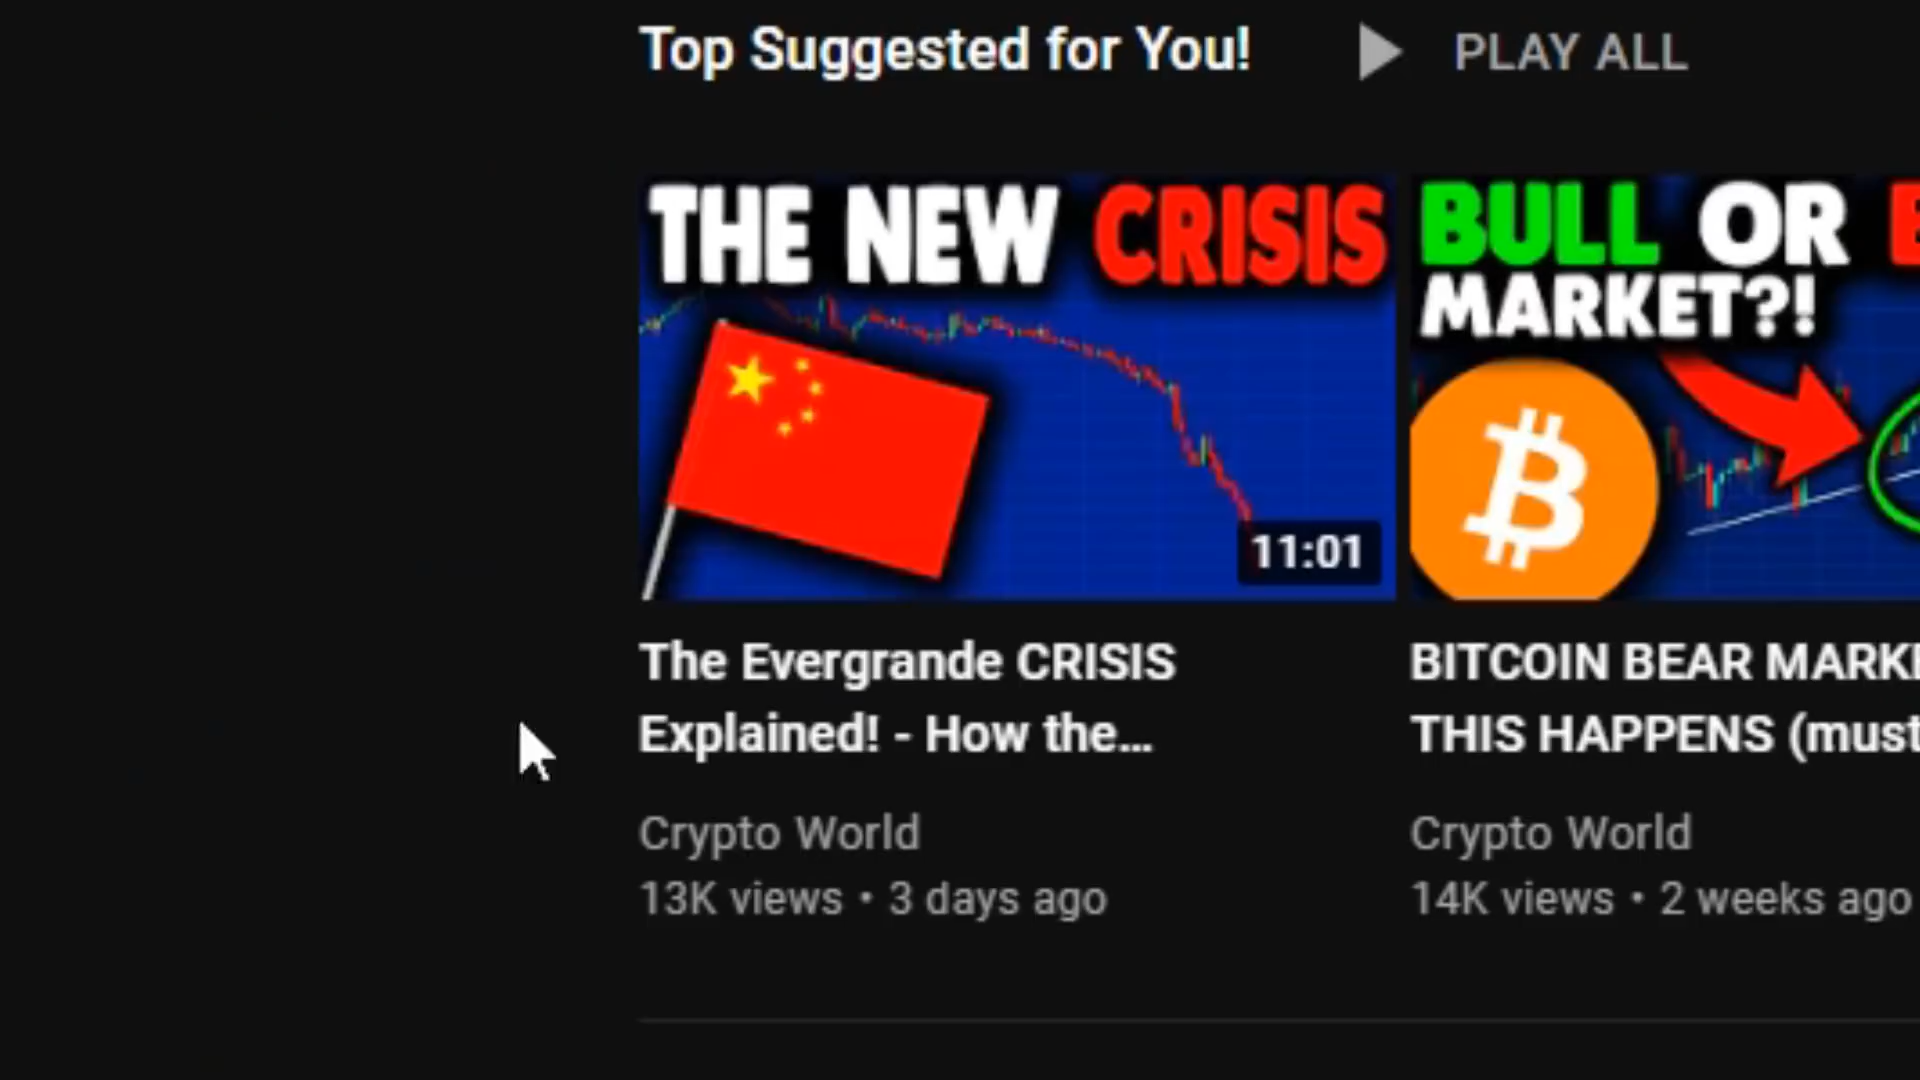 Top Suggested for You!
PLAY ALL
THE NEW CRISIS
11:01
The Evergrande CRISIS
Explained! - How the...
Crypto World
13K views • 3 days ago
BULL OR
MARKET?!
BITCOIN BEAR
THIS HAPPENS (must
Crypto World
14K views • 2 weeks ago